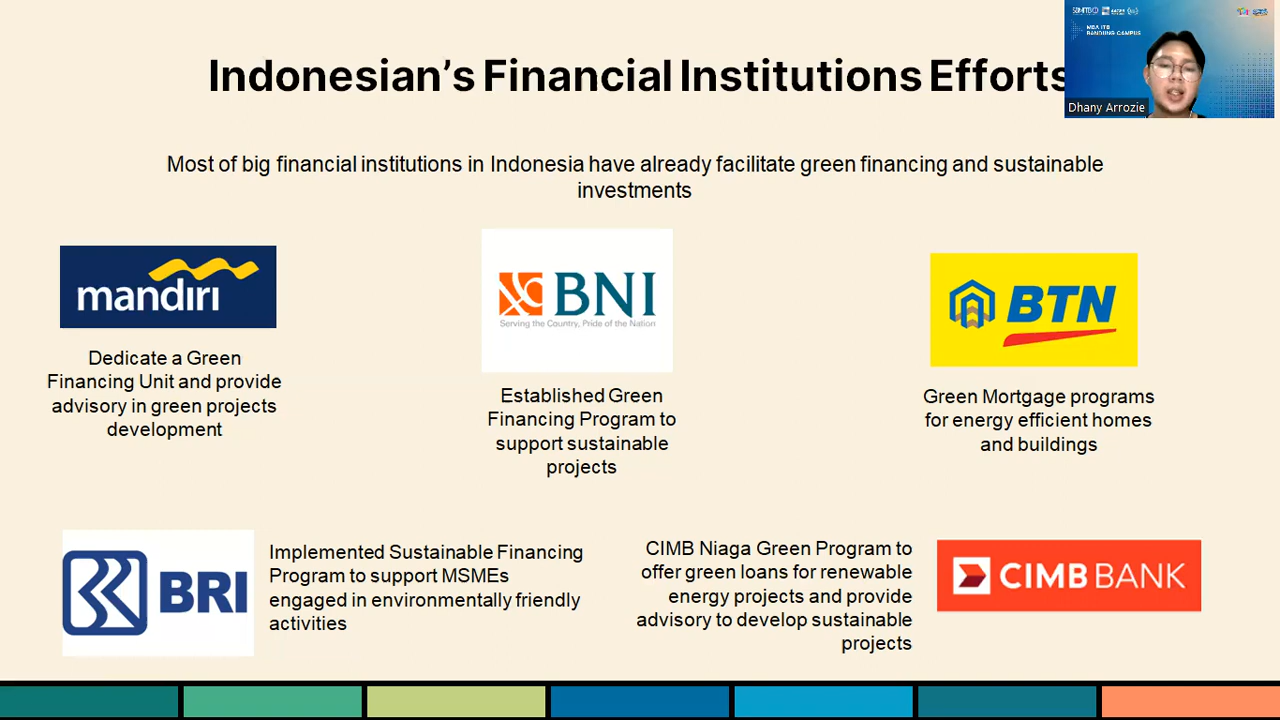 Indonesian's Financial Institutions Efforts
MBA ITB
BANDUNG CAMPUS
Dhany Arrozie
Most of big financial institutions in Indonesia have already facilitate green financing and sustainable
investments
mandiri
Dedicate a Green
Financing Unit and provide
advisory in green projects
development
BNI
Serving the Country, Pride of the Nation
Established Green
Financing Program to
support sustainable
projects
BTN
Green Mortgage programs
for energy efficient homes
and buildings
BRI
Implemented Sustainable Financing
Program to support MSMEs
engaged in environmentally friendly
activities
CIMB Niaga Green Program to
offer green loans for renewable
energy projects and provide
advisory to develop sustainable
projects
CIMB BANK